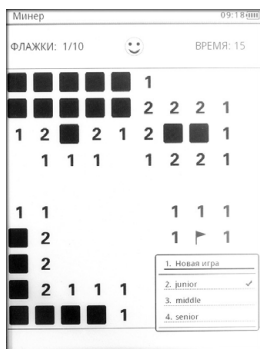 Минер 09:18
ФЛАЖКИ: 1/10 ВРЕМЯ: 15
1
2 2 2 1
1 2 2 1 2 1
1 1 1 1 2 2 1
1 1 1 1 1
2 1 1
2
2 1 1 1
1
1. Новая игра
2. junior
3. middle
4. senior